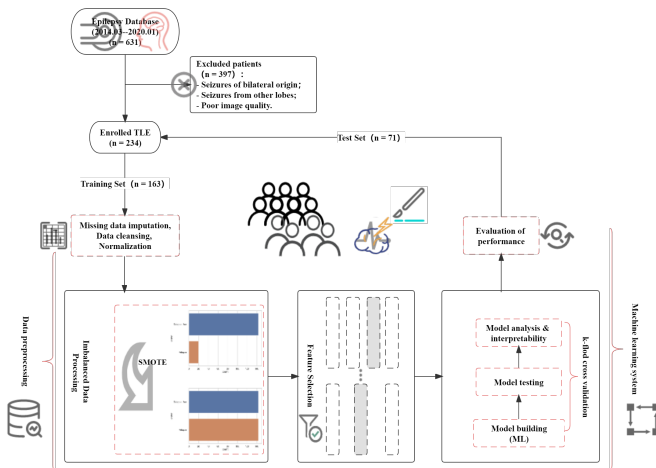 Epilepsy Database
(2014.03--2020.01)
(n = 631)
Excluded patients
(n = 397) :
- Seizures of bilateral origin;
- Seizures from other lobes;
- Poor image quality.
Enrolled TLE
(n = 234)
Test Set (n = 71)
Training Set (n = 163)
Missing data imputation,
Data cleansing,
Normalization
Evaluation of
performance
Data preprocessing
Imbalanced Data
Processing
SMOTE
Feature Selection
Model analysis &
interpretability
Model testing
Model building
(ML)
k-flod cross validation
Machine learning system